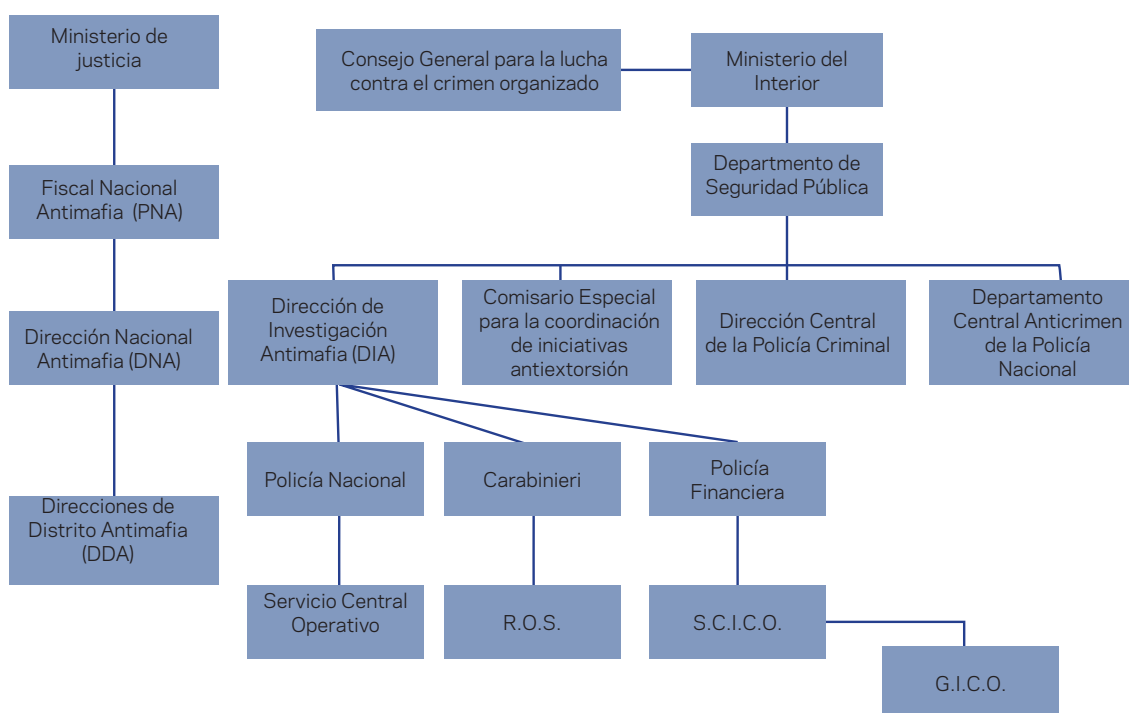 Ministerio de
justicia
Consejo General para la lucha
contra el crimen organizado
Ministerio del
Interior
Departmento de
Seguridad Pública
Fiscal Nacional
Antimafia (PNA)
Dirección Nacional
Antimafia (DNA)
Direcciones de
Distrito Antimafia
(DDA)
Dirección de
Investigación
Antimafia (DIA)
Comisario Especial
para la coordinación
de iniciativas
antiextorsión
Dirección Central
de la Policía Criminal
Departamento
Central Anticrimen
de la Policía
Nacional
Policía Nacional
Carabinieri
Policía
Financiera
Servicio Central
Operativo
R.O.S.
S.C.I.C.O.
G.I.C.O.